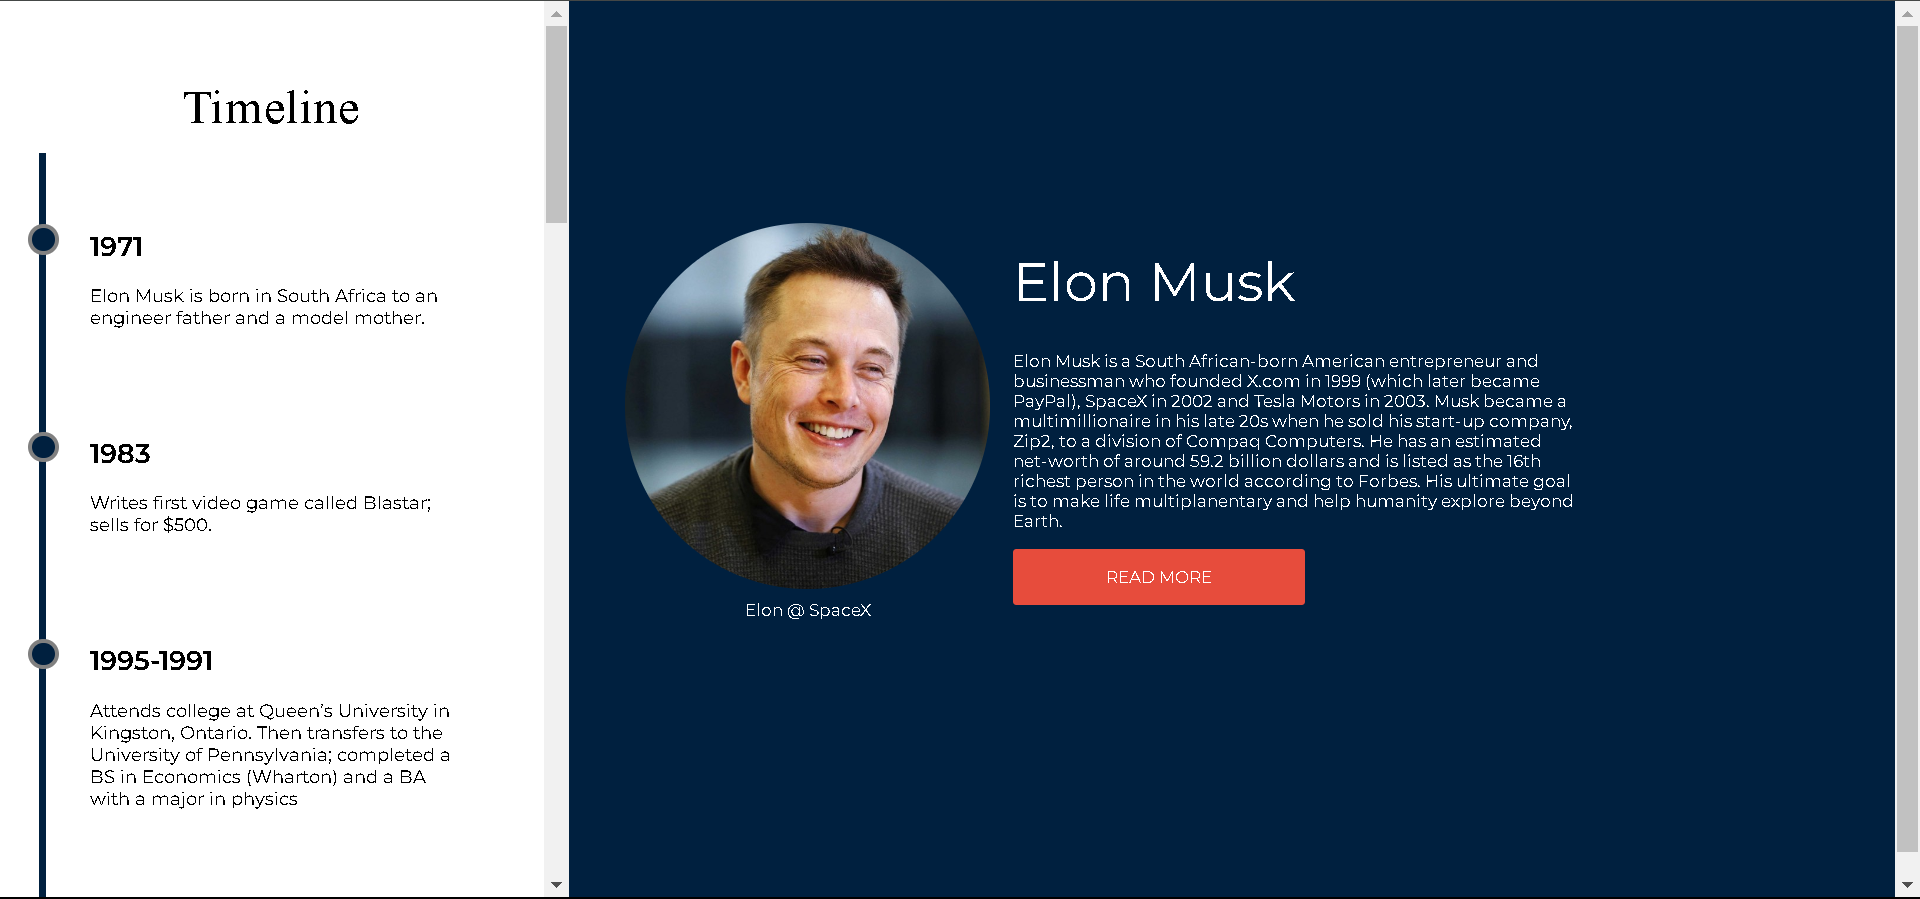 Timeline
1971
Elon Musk is born in South Africa to an
engineer father and a model mother.
1983
Writes first video game called Blastar;
sells for $500.
1995-1991
Attends college at Queen’s University in
Kingston, Ontario. Then transfers to the
University of Pennsylvania; completed a
BS in Economics (Wharton) and a BA
with a major in physics
Elon @ SpaceX
Elon Musk
Elon Musk is a South African-born American entrepreneur and
businessman who founded X.com in 1999 (which later became
PayPal), SpaceX in 2002 and Tesla Motors in 2003. Musk became a
multimillionaire in his late 20s when he sold his start-up company,
Zip2, to a division of Compaq Computers. He has an estimated
net-worth of around 59.2 billion dollars and is listed as the 16th
richest person in the world according to Forbes. His ultimate goal
is to make life multiplanentary and help humanity explore beyond
Earth.
READ MORE